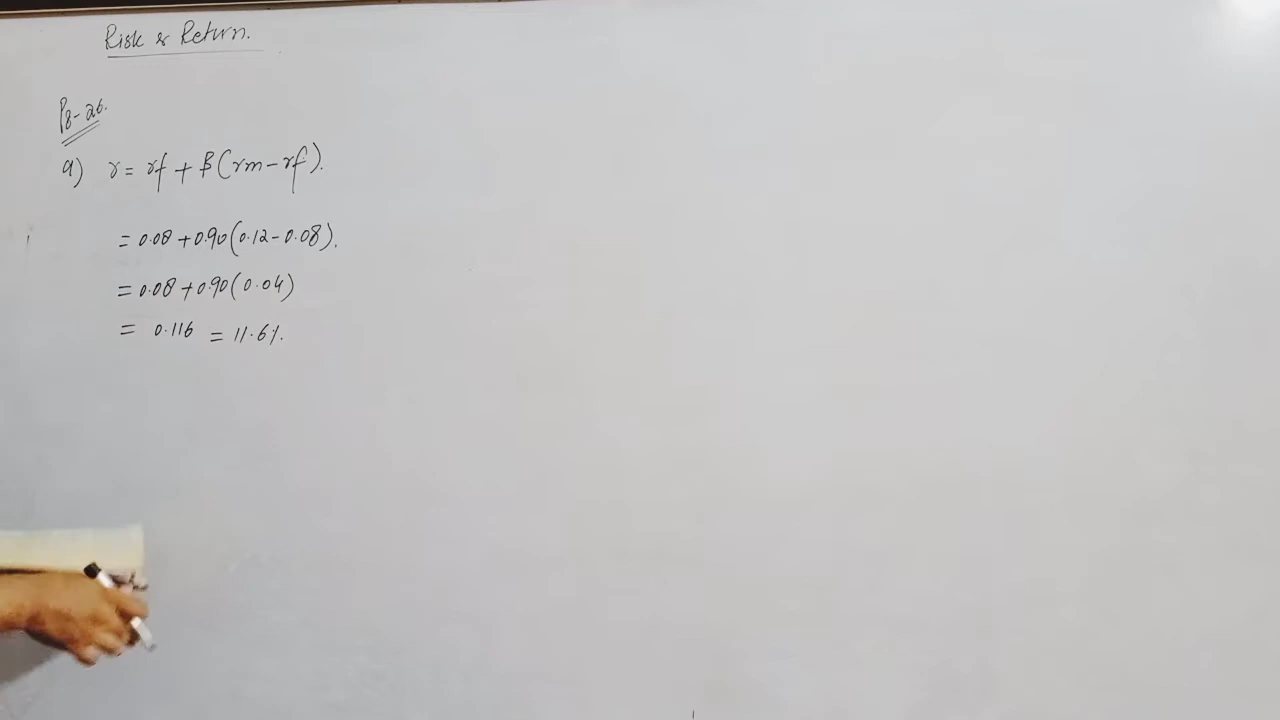 Risk & Return.
P8-26.
a) r = rf + β(rm-rf).
= 0.08 + 0.90(0.12-0.08).
= 0.08 + 0.90(0.04)
= 0.116 = 11.6%.